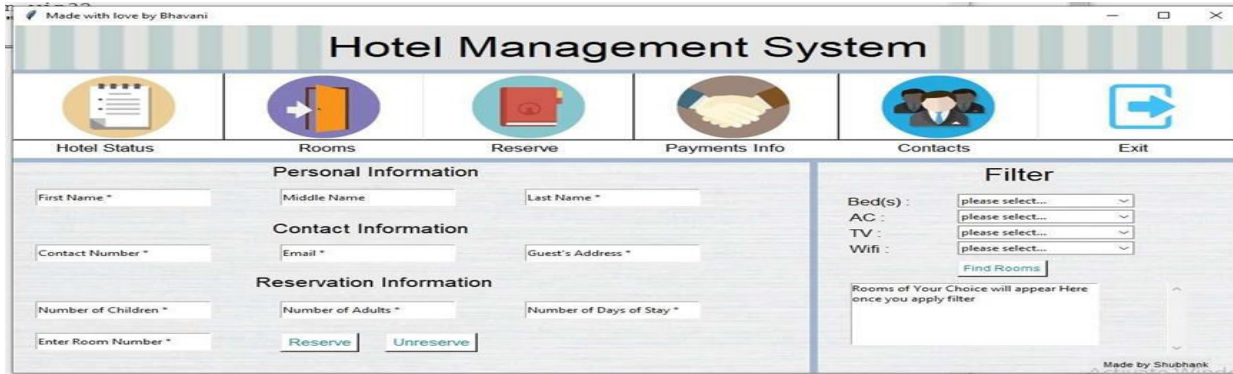 Made with love by Bhavani
Hotel Management System
Hotel Status Rooms Reserve Payments Info Contacts Exit
Personal Information
First Name * Middle Name Last Name *
Contact Information
Contact Number * Email * Guest's Address *
Reservation Information
Number of Children * Number of Adults * Number of Days of Stay *
Enter Room Number * Reserve Unreserve
Filter
Bed(s) : please select...
AC : please select...
TV : please select...
Wifi : please select...
Find Rooms
Rooms of Your Choice will appear Here
once you apply filter
Made by Shubhank